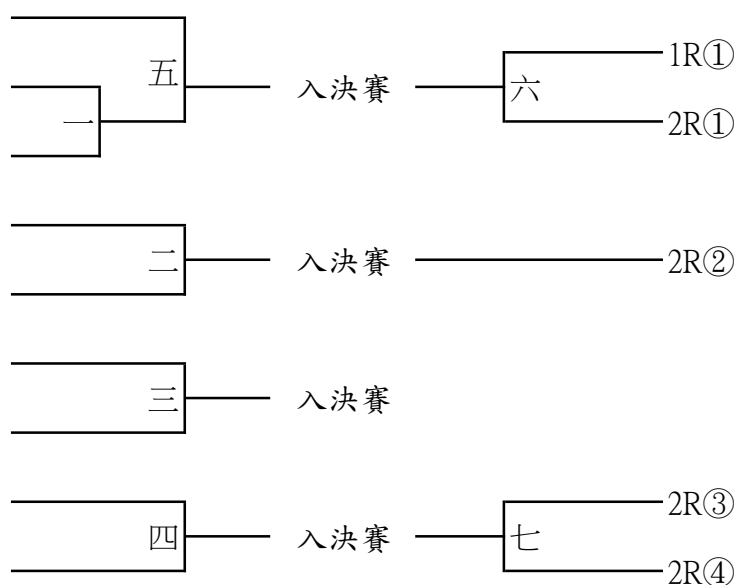 1R①
五 入決賽 六
一 2R①
二 入決賽 2R②
三 入決賽
2R③
四 入決賽 七
2R④